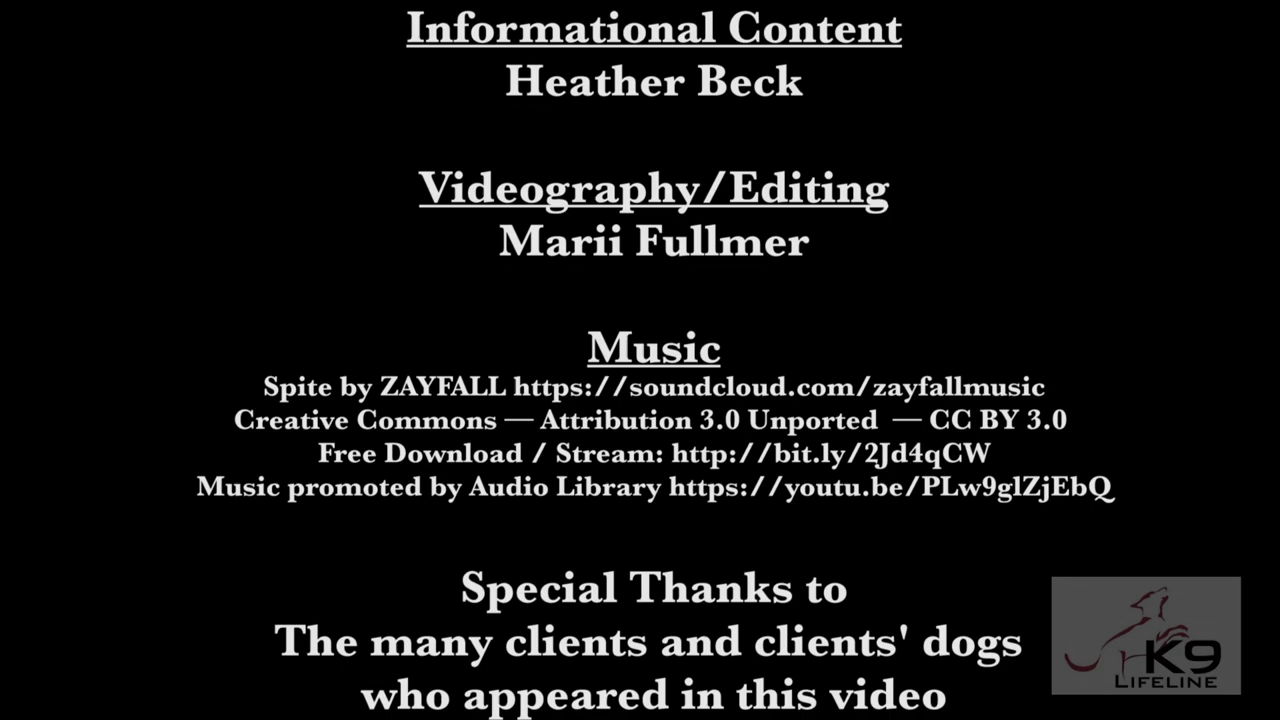 Informational Content
Heather Beck
Videography/Editing
Marii Fullmer
Music
Spite by ZAYFALL https://soundcloud.com/zayfallmusic
Creative Commons — Attribution 3.0 Unported — CC BY 3.0
Free Download / Stream: http://bit.ly/2Jd4qCW
Music promoted by Audio Library https://youtu.be/PLw9glZjEbQ
Special Thanks to
The many clients and clients' dogs
who appeared in this video
K9
LIFELINE